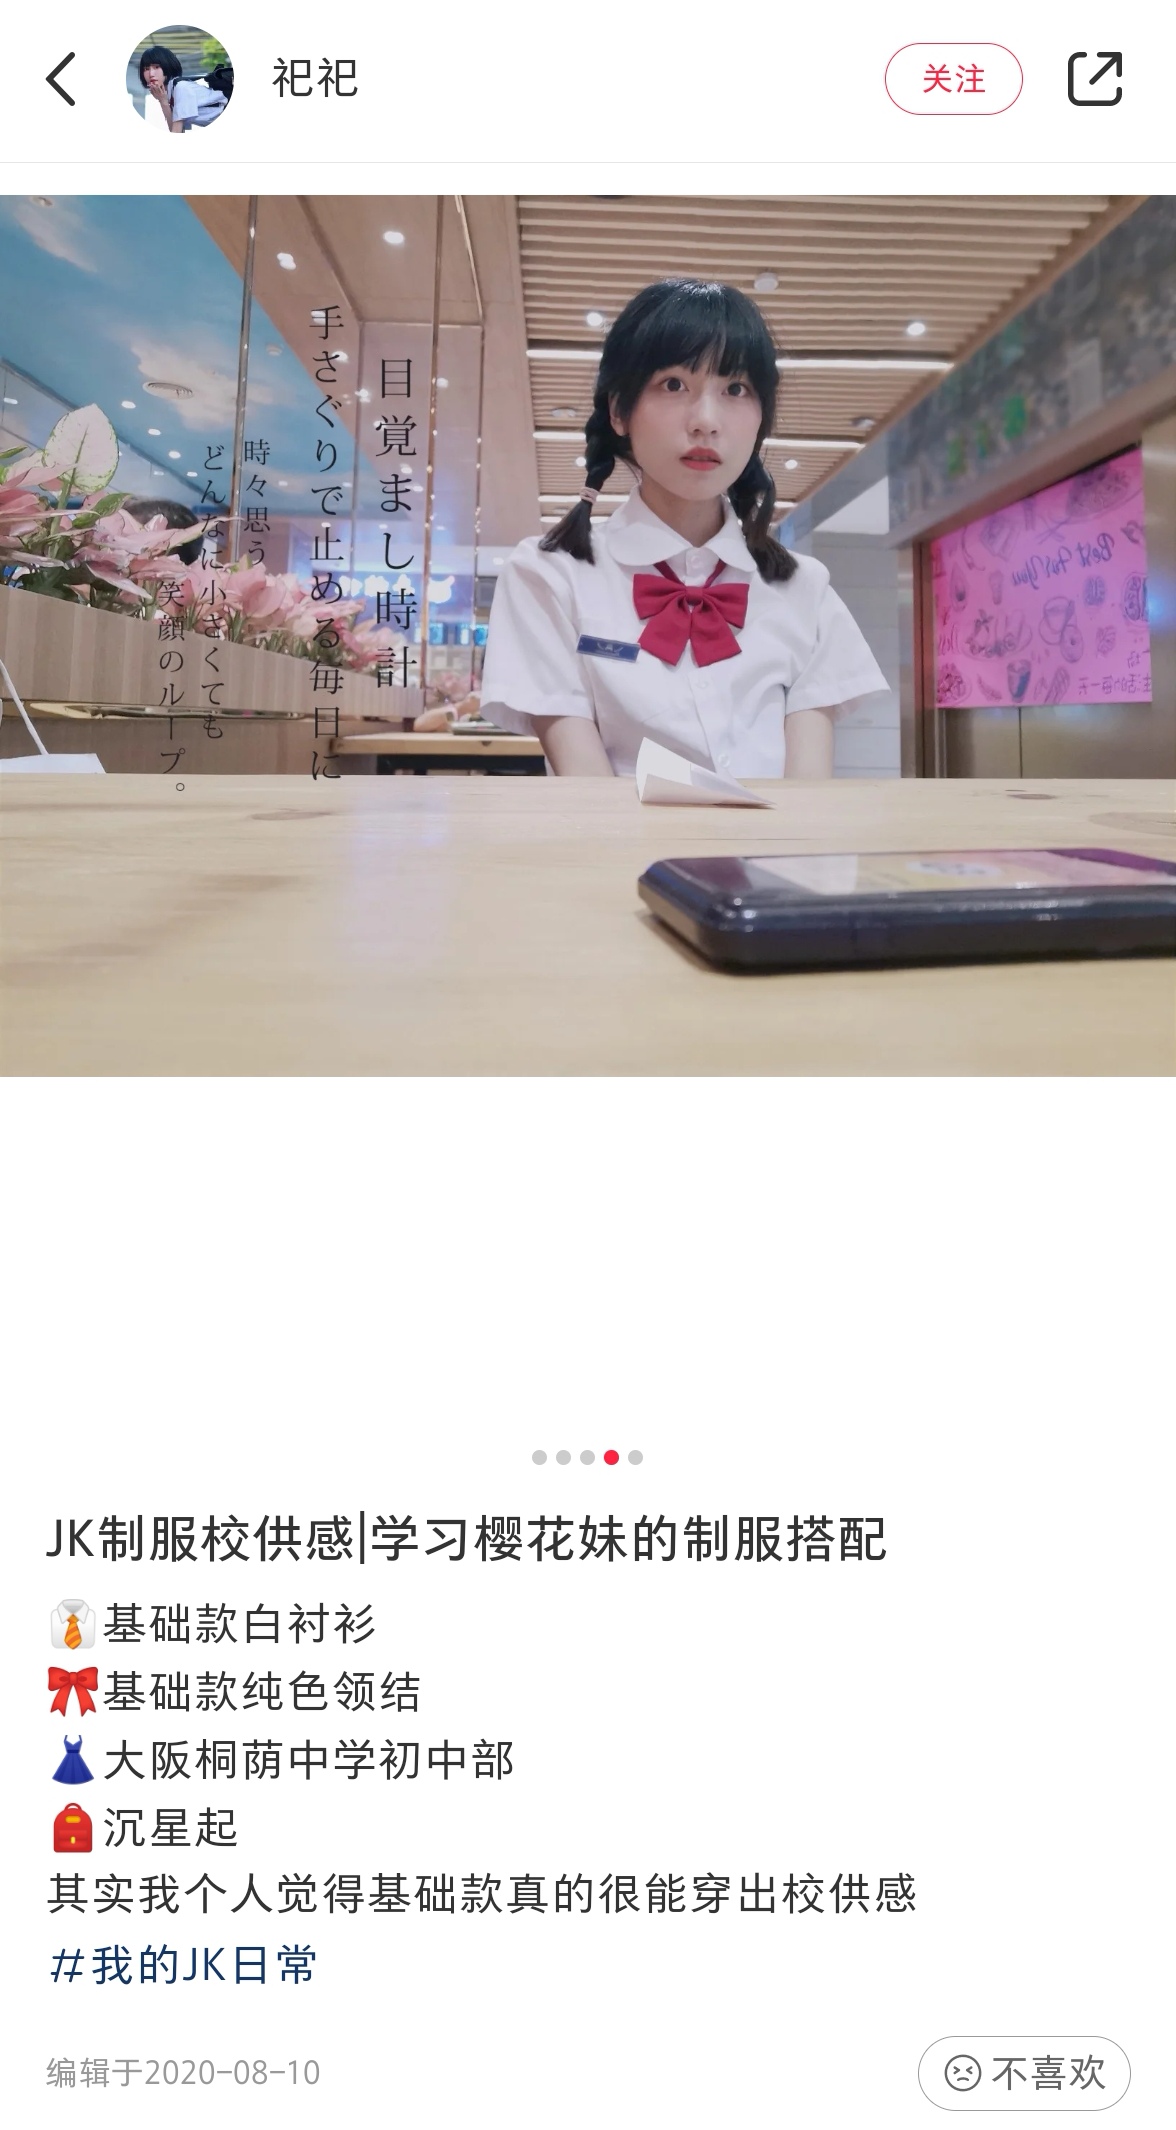 祀祀
关注
目覚まし時計
手さぐりで止める毎日に
時々思う
どんなに小さくても
笑顔のループ。
Best For You
JK制服校供感|学习樱花妹的制服搭配
基础款白衬衫
基础款纯色领结
大阪桐荫中学初中部
沉星起
其实我个人觉得基础款真的很能穿出校供感
#我的JK日常
编辑于2020-08-10
不喜欢